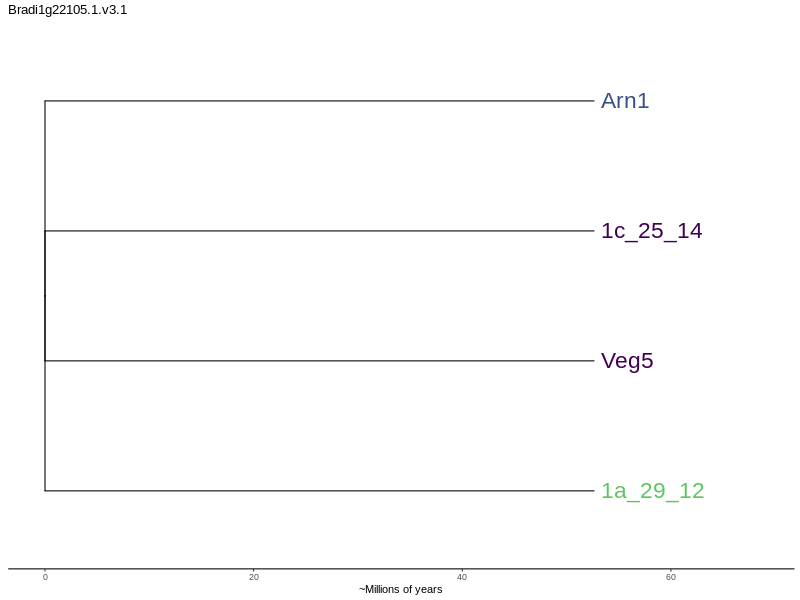 Bradi1g22105.1.v3.1
Arn1
1c_25_14
Veg5
1a_29_12
0 20 40 60
~Millions of years